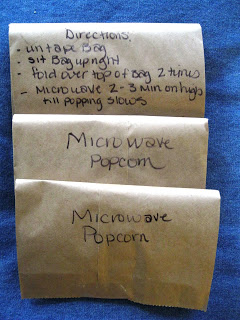 Directions:
- untape Bag
- sit Bag upright
- fold over top of Bag 2 times
- Microwave 2-3 min on high
till popping slows
Microwave
Popcorn
Microwave
Popcorn